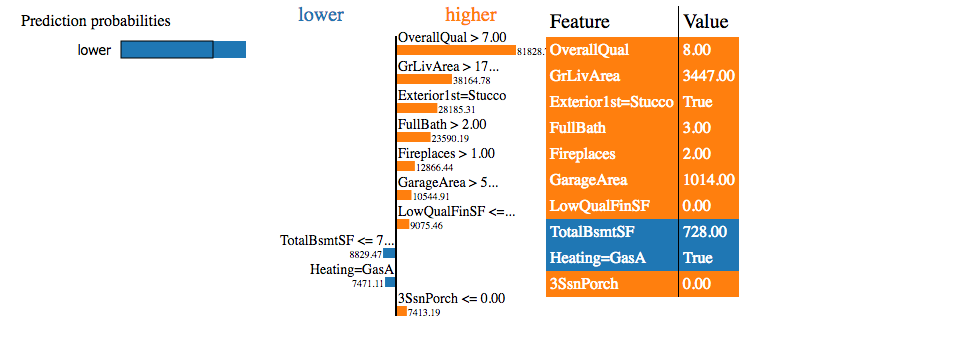 Prediction probabilities
lower
lower
higher
OverallQual > 7.00
81828.
GrLivArea > 17...
38164.78
Exterior1st=Stucco
28185.31
FullBath > 2.00
23590.19
Fireplaces > 1.00
12866.44
GarageArea > 5...
10544.91
LowQualFinSF <=...
9075.46
TotalBsmtSF <= 7...
8829.47
Heating=GasA
7471.11
3SsnPorch <= 0.00
7413.19
Feature Value
OverallQual 8.00
GrLivArea 3447.00
Exterior1st=Stucco True
FullBath 3.00
Fireplaces 2.00
GarageArea 1014.00
LowQualFinSF 0.00
TotalBsmtSF 728.00
Heating=GasA True
3SsnPorch 0.00